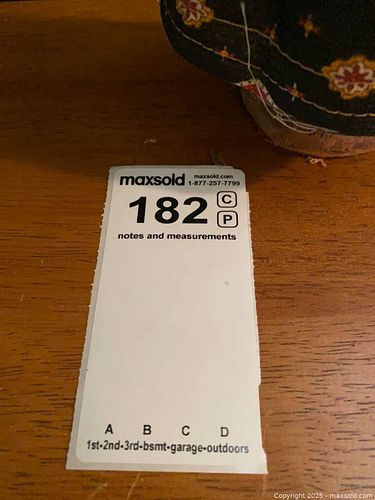 maxsold maxsold.com
1-877-257-7799
182 C
P
notes and measurements
A B C D
1st-2nd-3rd-bsmt-garage-outdoors
Copyright 2025 - maxsold.com